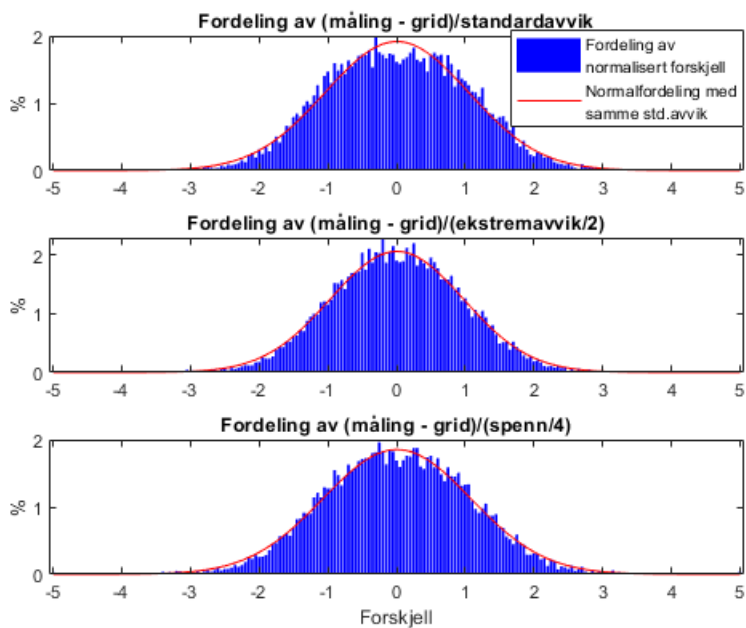 Fordeling av (måling - grid)/standardavvik
2
1
0
%
-5 -4 -3 -2 -1 0 1 2 3 4 5
Fordeling av
normalisert forskjell
Normalfordeling med
samme std.avvik
Fordeling av (måling - grid)/(ekstremavvik/2)
2
1
0
%
-5 -4 -3 -2 -1 0 1 2 3 4 5
Fordeling av (måling - grid)/(spenn/4)
2
1
0
%
-5 -4 -3 -2 -1 0 1 2 3 4 5
Forskjell